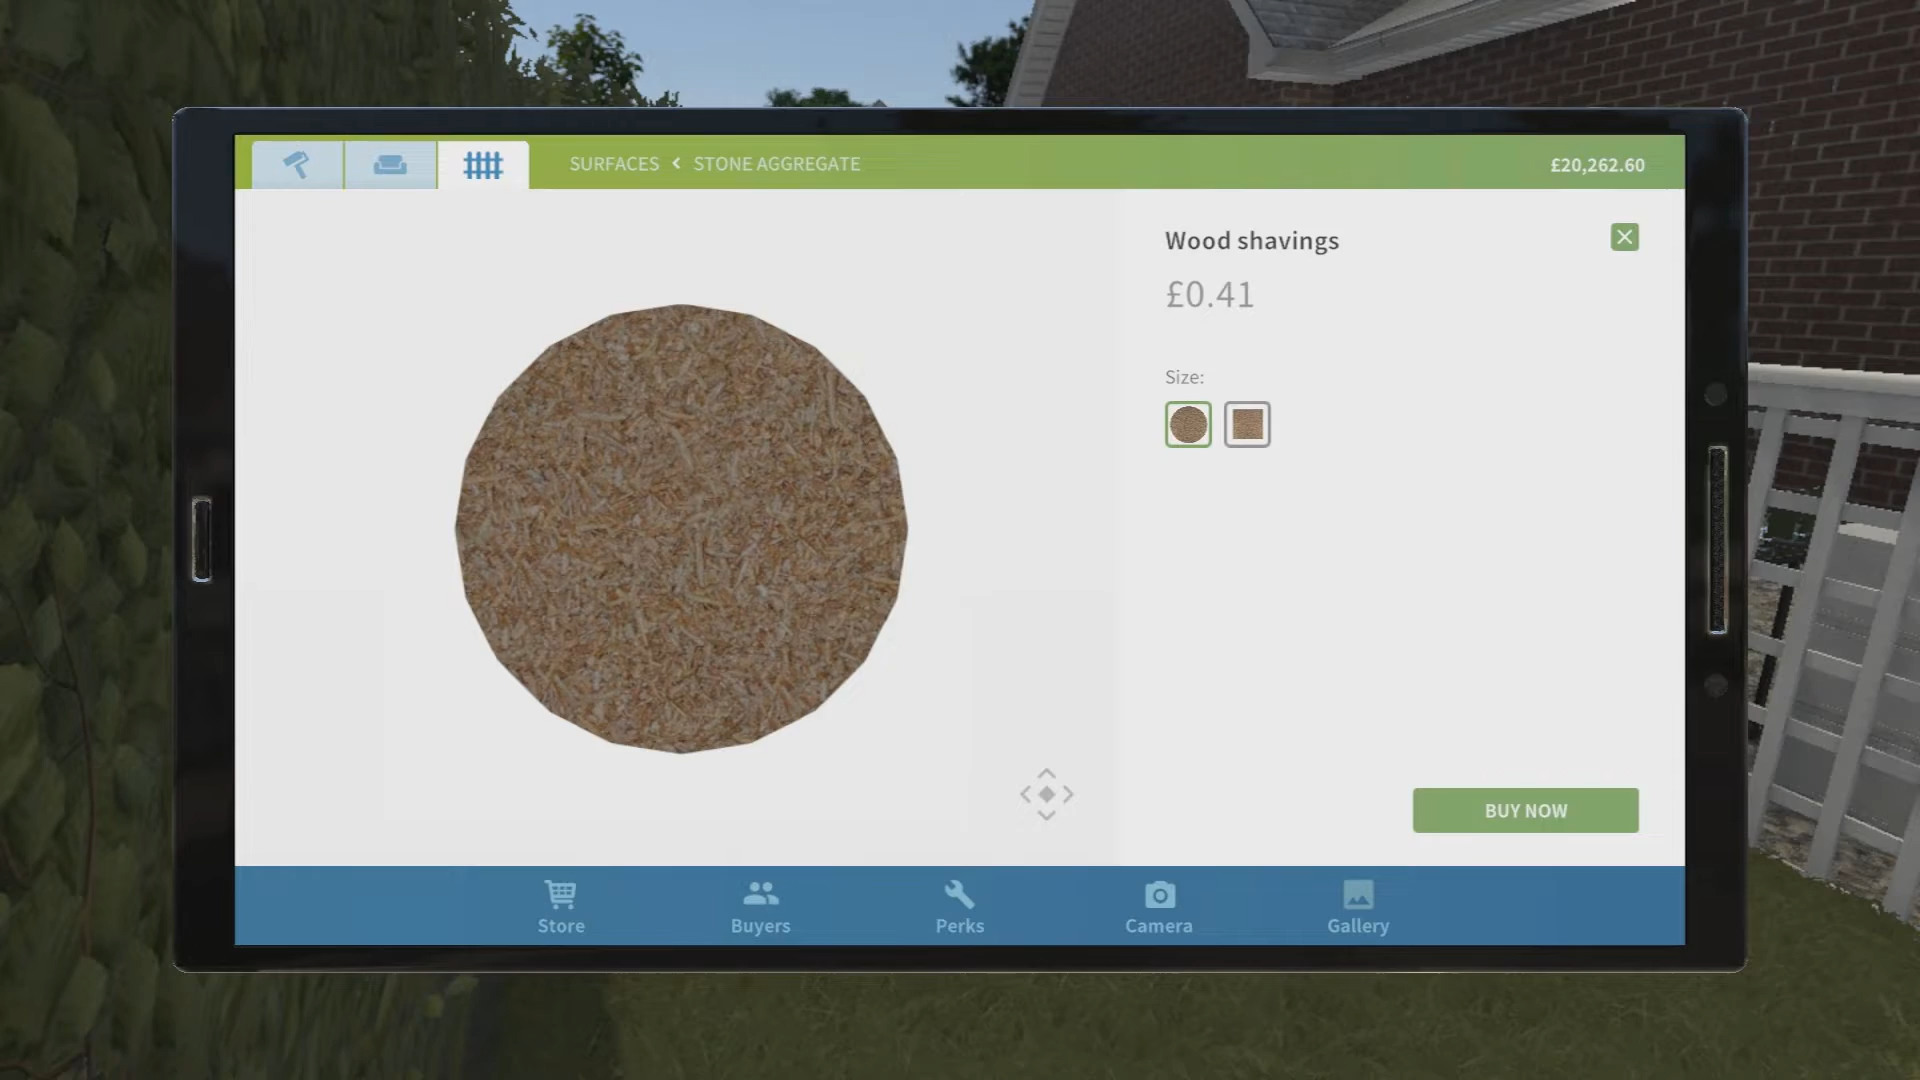 SURFACES < STONE AGGREGATE
£20,262.60
Wood shavings
£0.41
Size:
BUY NOW
Store
Buyers
Perks
Camera
Gallery